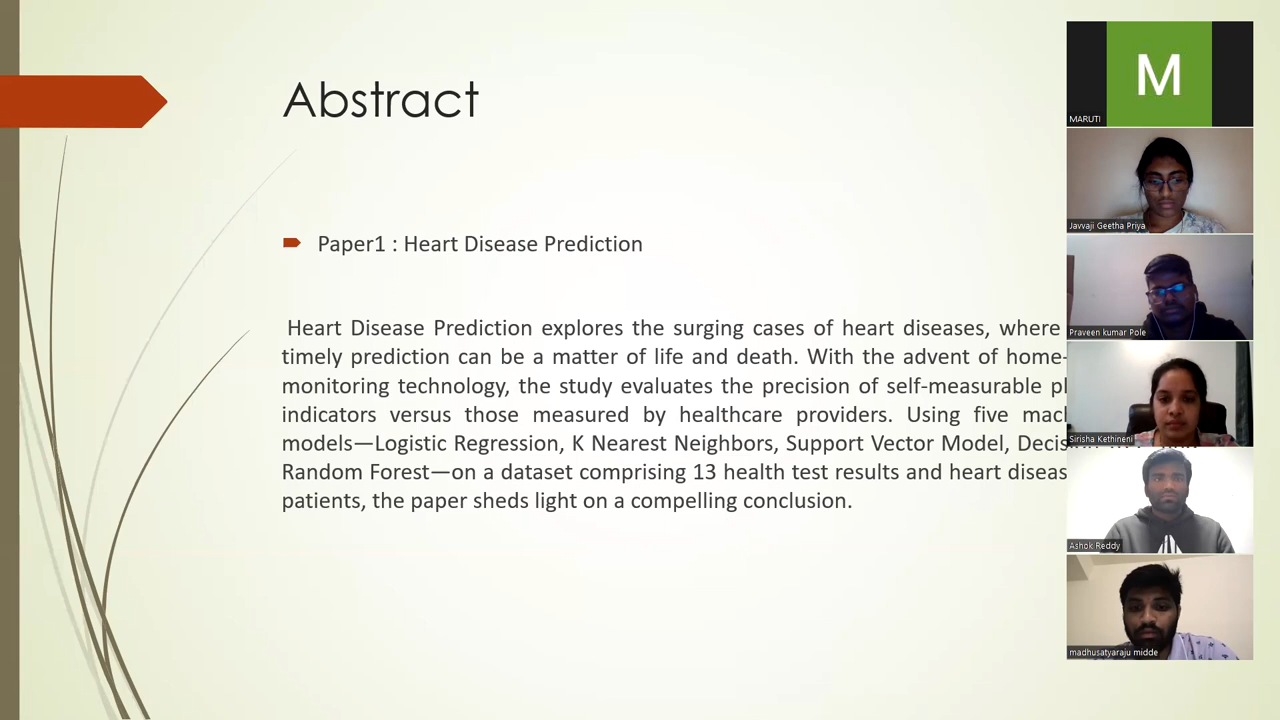 Abstract
Paper1 : Heart Disease Prediction
Heart Disease Prediction explores the surging cases of heart diseases, where
timely prediction can be a matter of life and death. With the advent of home-
monitoring technology, the study evaluates the precision of self-measurable
indicators versus those measured by healthcare providers. Using five
models—Logistic Regression, K Nearest Neighbors, Support Vector Model,
Random Forest—on a dataset comprising 13 health test results and heart
patients, the paper sheds light on a compelling conclusion.
M
MARUTI
Javvaji Geetha Priya
Praveen kumar Pole
Sirisha Kethineni
Ashok Reddy
madhusatyaraju midde